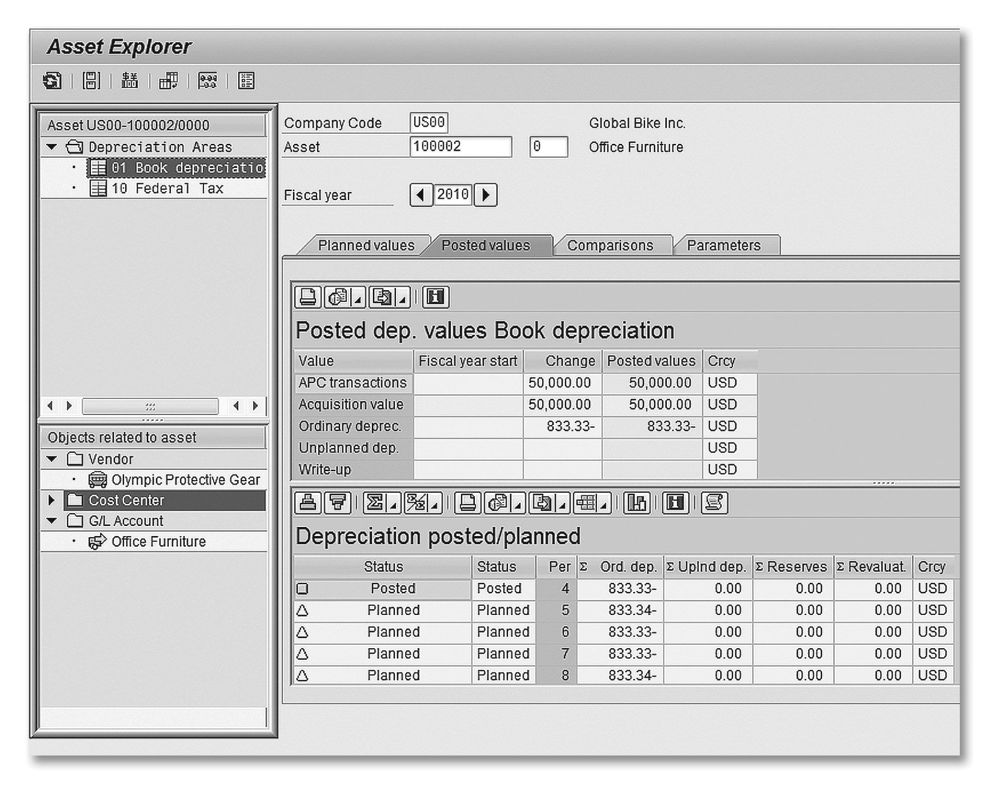 Asset Explorer
Asset US00-100002/0000
Depreciation Areas
01 Book depreciatio
10 Federal Tax
Objects related to asset
Vendor
Olympic Protective Gear
Cost Center
G/L Account
Office Furniture
Company Code US00 Global Bike Inc.
Asset 100002 0 Office Furniture
Fiscal year 2010
Planned values Posted values Comparisons Parameters
Posted dep. values Book depreciation
Value Fiscal year start Change Posted values Crcy
APC transactions 50,000.00 50,000.00 USD
Acquisition value 50,000.00 50,000.00 USD
Ordinary deprec. 833.33- 833.33- USD
Unplanned dep. USD
Write-up USD
Depreciation posted/planned
Status Status Per Σ Ord. dep. Σ Uplnd dep. Σ Reserves Σ Revaluat. Crcy
Posted Posted 4 833.33- 0.00 0.00 0.00 USD
Planned Planned 5 833.34- 0.00 0.00 0.00 USD
Planned Planned 6 833.33- 0.00 0.00 0.00 USD
Planned Planned 7 833.33- 0.00 0.00 0.00 USD
Planned Planned 8 833.34- 0.00 0.00 0.00 USD